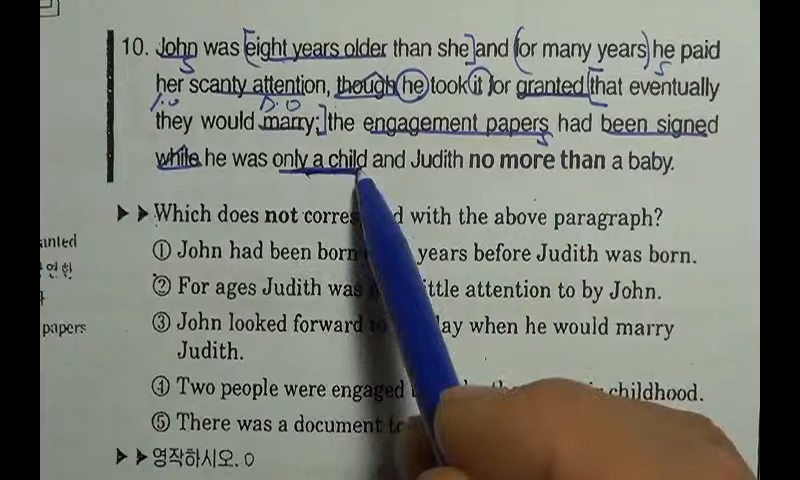 10. John was eight years older than she and for many years he paid
her scanty attention, though he took it for granted that eventually
they would marry; the engagement papers had been signed
while he was only a child and Judith no more than a baby.
Which does not corres d with the above paragraph?
① John had been born years before Judith was born.
② For ages Judith was little attention to by John.
③ John looked forward to day when he would marry
Judith.
④ Two people were engaged childhood.
⑤ There was a document
영작하시오.
anted
연한
papers
S
S
I.O
D.O
S